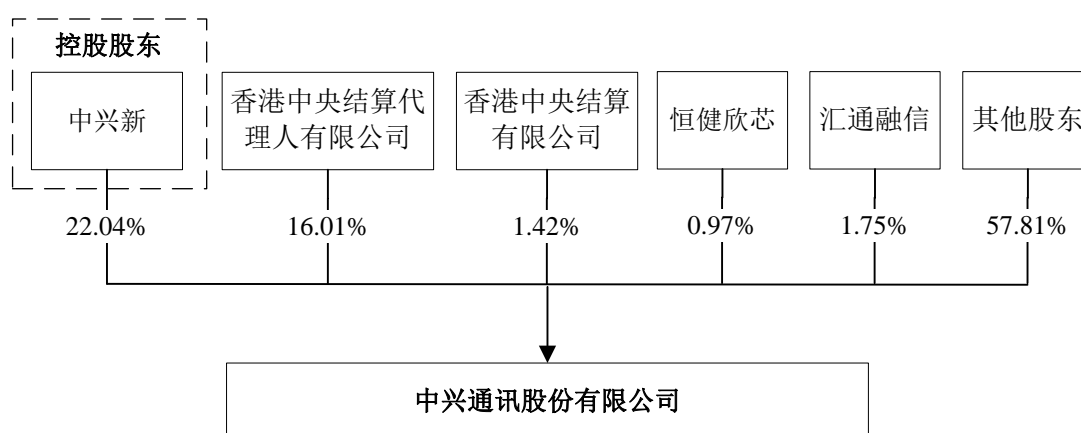 控股股东
中兴新
香港中央结算代
理人有限公司
香港中央结算
有限公司
恒健欣芯
汇通融信
其他股东
22.04%
16.01%
1.42%
0.97%
1.75%
57.81%
中兴通讯股份有限公司